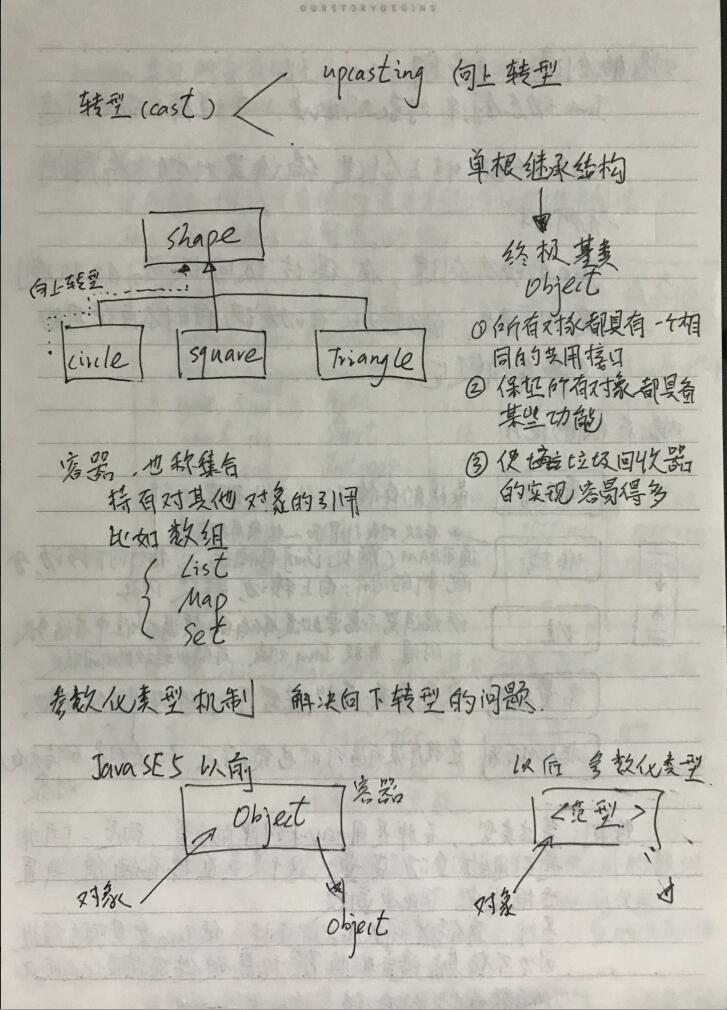 OURSTORYBEGINS
转型(cast)
upcasting 向上转型
单根继承结构
终极基类
Object
①所有对象都具有一个相
同的共用接口
②保证所有对象都具备
某些功能
③使垃圾回收器
的实现容易得多
shape
向上转型
circle
square
Triangle
容器,也称集合
持有对其他对象的引用
比如数组
List
Map
Set
参数化类型机制 解决向下转型的问题.
Java SE5 以前
容器
Object
对象
Object
以后 参数化类型
<范型>
对象